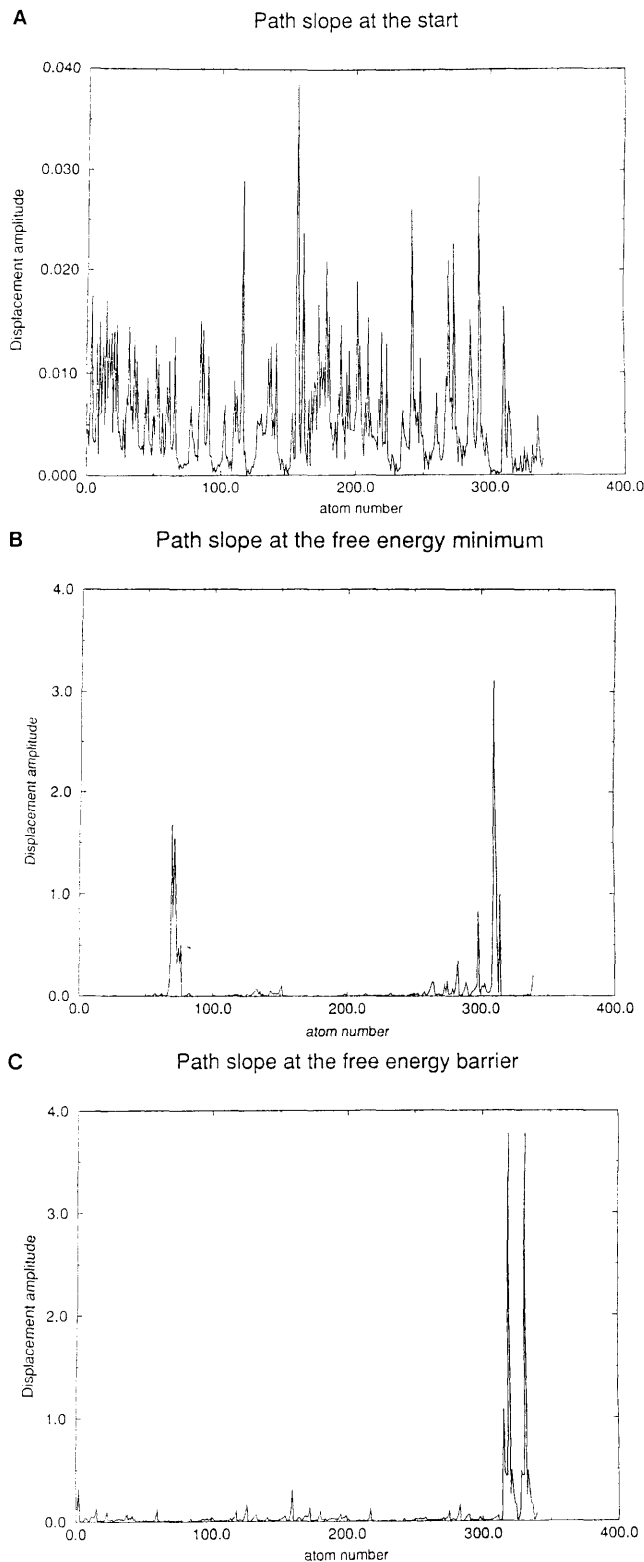 A
Path slope at the start
0.040
0.030
0.020
0.010
0.000
Displacement amplitude
0.0 100.0 200.0 300.0 400.0
atom number
B
Path slope at the free energy minimum
4.0
3.0
2.0
1.0
0.0
Displacement amplitude
0.0 100.0 200.0 300.0 400.0
atom number
C
Path slope at the free energy barrier
4.0
3.0
2.0
1.0
0.0
Displacement amplitude
0.0 100.0 200.0 300.0 400.0
atom number